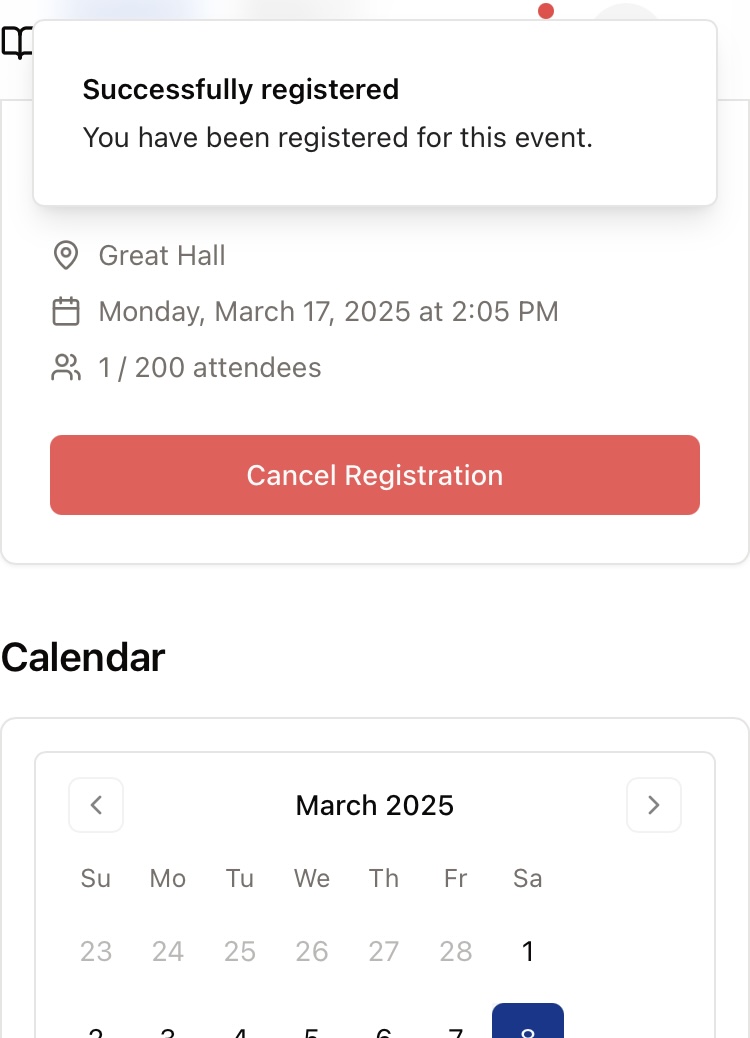 Successfully registered
You have been registered for this event.
Great Hall
Monday, March 17, 2025 at 2:05 PM
1 / 200 attendees
Cancel Registration
Calendar
March 2025
Su Mo Tu We Th Fr Sa
23 24 25 26 27 28 1
2 3 4 5 6 7 8